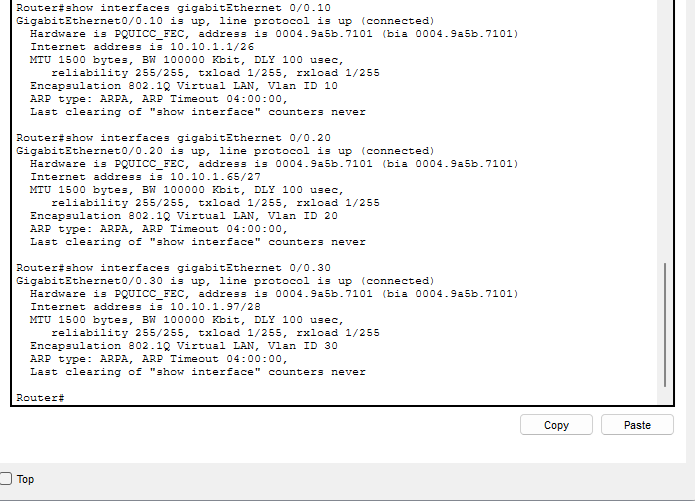 Router#show interfaces gigabitEthernet 0/0.10
GigabitEthernet0/0.10 is up, line protocol is up (connected)
Hardware is PQUICC_FEC, address is 0004.9a5b.7101 (bia 0004.9a5b.7101)
Internet address is 10.10.1.1/26
MTU 1500 bytes, BW 100000 Kbit, DLY 100 usec,
reliability 255/255, txload 1/255, rxload 1/255
Encapsulation 802.1Q Virtual LAN, Vlan ID 10
ARP type: ARPA, ARP Timeout 04:00:00,
Last clearing of "show interface" counters never
Router#show interfaces gigabitEthernet 0/0.20
GigabitEthernet0/0.20 is up, line protocol is up (connected)
Hardware is PQUICC_FEC, address is 0004.9a5b.7101 (bia 0004.9a5b.7101)
Internet address is 10.10.1.65/27
MTU 1500 bytes, BW 100000 Kbit, DLY 100 usec,
reliability 255/255, txload 1/255, rxload 1/255
Encapsulation 802.1Q Virtual LAN, Vlan ID 20
ARP type: ARPA, ARP Timeout 04:00:00,
Last clearing of "show interface" counters never
Router#show interfaces gigabitEthernet 0/0.30
GigabitEthernet0/0.30 is up, line protocol is up (connected)
Hardware is PQUICC_FEC, address is 0004.9a5b.7101 (bia 0004.9a5b.7101)
Internet address is 10.10.1.97/28
MTU 1500 bytes, BW 100000 Kbit, DLY 100 usec,
reliability 255/255, txload 1/255, rxload 1/255
Encapsulation 802.1Q Virtual LAN, Vlan ID 30
ARP type: ARPA, ARP Timeout 04:00:00,
Last clearing of "show interface" counters never
Router#
Copy Paste
Top